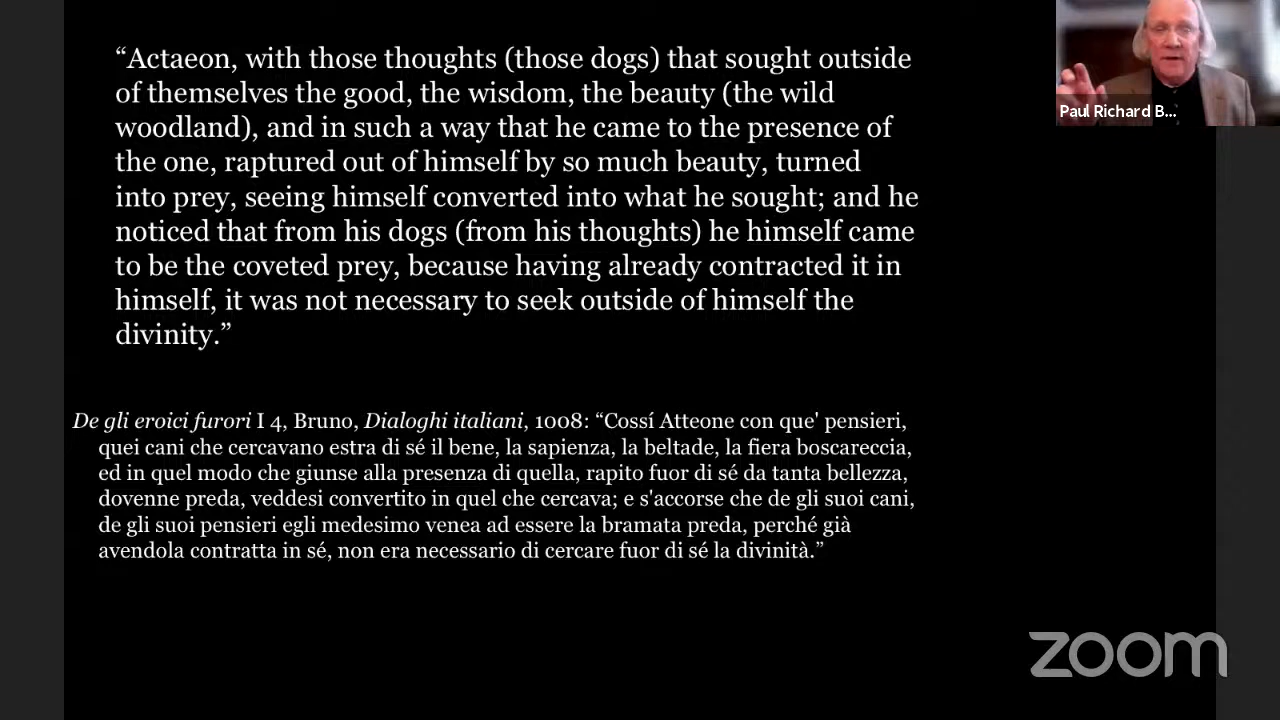 “Actaeon, with those thoughts (those dogs) that sought outside
of themselves the good, the wisdom, the beauty (the wild
woodland), and in such a way that he came to the presence of
the one, raptured out of himself by so much beauty, turned
into prey, seeing himself converted into what he sought; and he
noticed that from his dogs (from his thoughts) he himself came
to be the coveted prey, because having already contracted it in
himself, it was not necessary to seek outside of himself the
divinity.”
De gli eroici furori I 4, Bruno, Dialoghi italiani, 1008: “Cossí Atteone con que' pensieri,
quei cani che cercavano estra di sé il bene, la sapienza, la beltade, la fiera boscareccia,
ed in quel modo che giunse alla presenza di quella, rapito fuor di sé da tanta bellezza,
dovenne preda, veddesi convertito in quel che cercava; e s'accorse che de gli suoi cani,
de gli suoi pensieri egli medesimo venea ad essere la bramata preda, perché già
avendola contratta in sé, non era necessario di cercare fuor di sé la divinità.”
Paul Richard B...
zoom